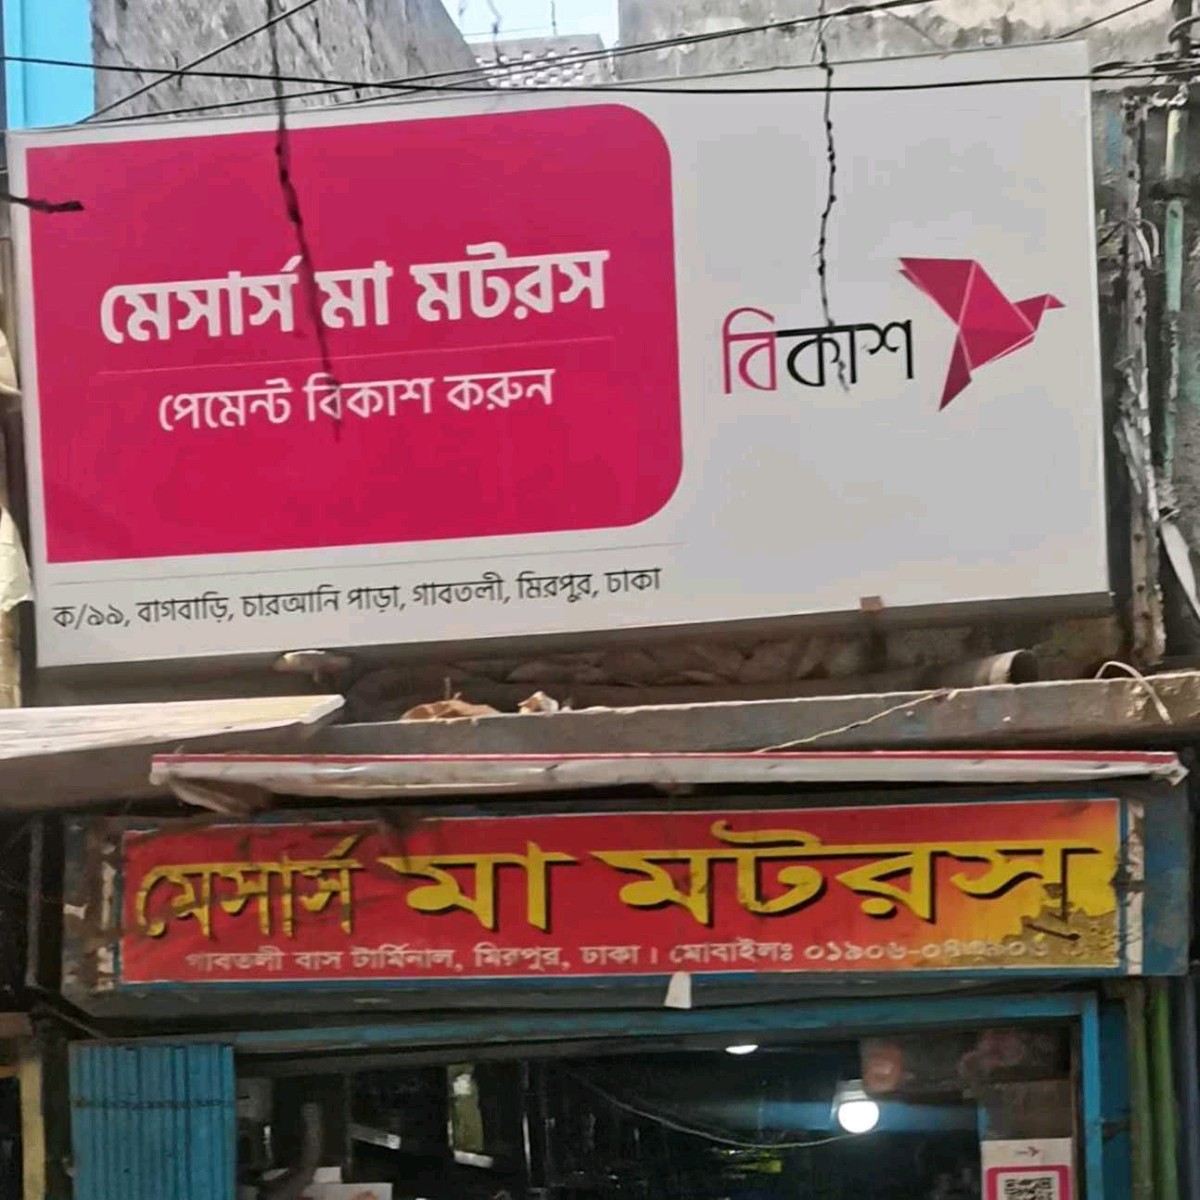 মেসার্স মা মটরস
পেমেন্ট বিকাশ করুন
বিকাশ
ক/৯৯, বাগবাড়ি, চারআনি পাড়া, গাবতলী, মিরপুর, ঢাকা
মেসার্স মা মটরস
গাবতলী বাস টার্মিনাল, মিরপুর, ঢাকা। মোবাইলঃ